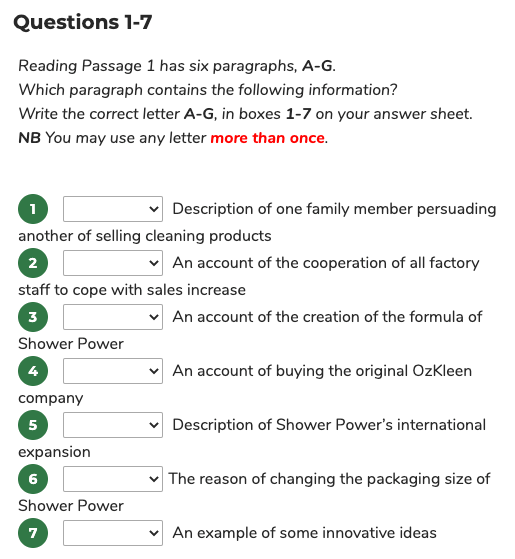 Questions 1-7
Reading Passage 1 has six paragraphs, A-G.
Which paragraph contains the following information?
Write the correct letter A-G, in boxes 1-7 on your answer sheet.
NB You may use any letter more than once.
1 Description of one family member persuading
another of selling cleaning products
2 An account of the cooperation of all factory
staff to cope with sales increase
3 An account of the creation of the formula of
Shower Power
4 An account of buying the original OzKleen
company
5 Description of Shower Power's international
expansion
6 The reason of changing the packaging size of
Shower Power
7 An example of some innovative ideas